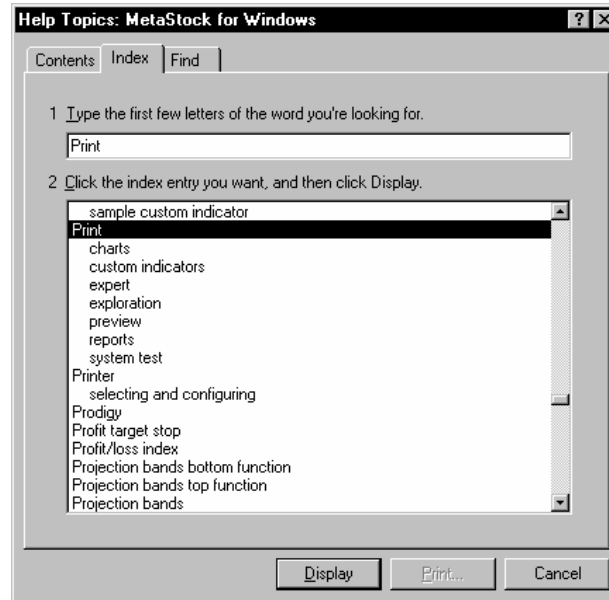 Help Topics: MetaStock for Windows
Contents Index Find
1 Type the first few letters of the word you're looking for.
Print
2 Click the index entry you want, and then click Display.
sample custom indicator
Print
charts
custom indicators
expert
exploration
preview
reports
system test
Printer
selecting and configuring
Prodigy
Profit target stop
Profit/loss index
Projection bands bottom function
Projection bands top function
Projection bands
Display Print... Cancel